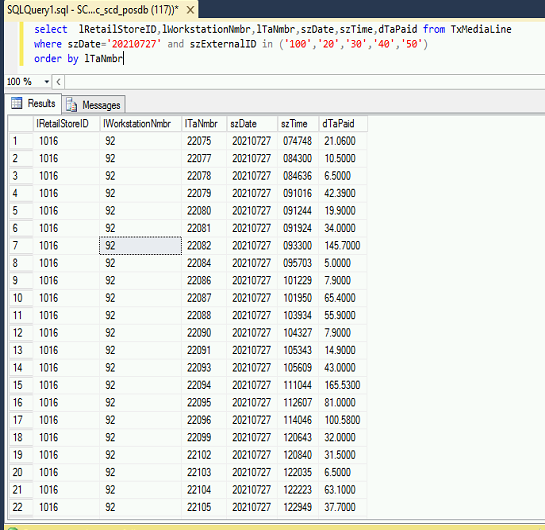 SQLQuery1.sql - SC...c_scd_posdb (117))*
select lRetailStoreID,lWorkstationNmbr,lTaNmbr,szDate,szTime,dTaPaid from TxMediaLine
where szDate='20210727' and szExternalID in ('100','20','30','40','50')
order by lTaNmbr
100 %
Results Messages
lRetailStoreID lWorkstationNmbr lTaNmbr szDate szTime dTaPaid
1 1016 92 22075 20210727 074748 21.0600
2 1016 92 22077 20210727 084300 10.5000
3 1016 92 22078 20210727 084636 6.5000
4 1016 92 22079 20210727 091016 42.3900
5 1016 92 22080 20210727 091244 19.9000
6 1016 92 22081 20210727 091924 34.0000
7 1016 92 22082 20210727 093300 145.7000
8 1016 92 22084 20210727 095703 5.0000
9 1016 92 22086 20210727 101229 7.9000
10 1016 92 22087 20210727 101950 65.4000
11 1016 92 22088 20210727 103934 55.9000
12 1016 92 22090 20210727 104327 7.9000
13 1016 92 22091 20210727 105343 14.9000
14 1016 92 22093 20210727 105609 43.0000
15 1016 92 22094 20210727 111044 165.5300
16 1016 92 22095 20210727 112607 81.0000
17 1016 92 22096 20210727 114046 100.5800
18 1016 92 22099 20210727 120643 32.0000
19 1016 92 22102 20210727 120840 31.5000
20 1016 92 22103 20210727 122035 6.5000
21 1016 92 22104 20210727 122223 63.1000
22 1016 92 22105 20210727 122949 37.7000